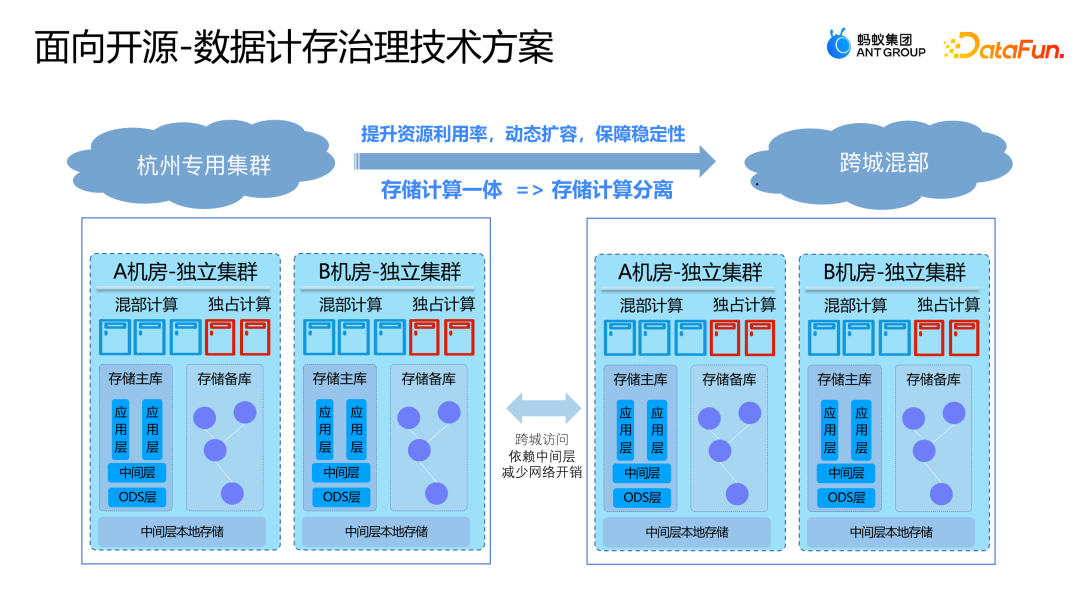 面向开源-数据计存治理技术方案
蚂蚁集团
ANT GROUP
DataFun.
提升资源利用率，动态扩容，保障稳定性
杭州专用集群
跨城混部
存储计算一体 => 存储计算分离
A机房-独立集群
混部计算 独占计算
存储主库 存储备库
应用层 应用层
中间层
ODS层
中间层本地存储
B机房-独立集群
混部计算 独占计算
存储主库 存储备库
应用层 应用层
中间层
ODS层
中间层本地存储
跨城访问
依赖中间层
减少网络开销
A机房-独立集群
混部计算 独占计算
存储主库 存储备库
应用层 应用层
中间层
ODS层
中间层本地存储
B机房-独立集群
混部计算 独占计算
存储主库 存储备库
应用层 应用层
中间层
ODS层
中间层本地存储